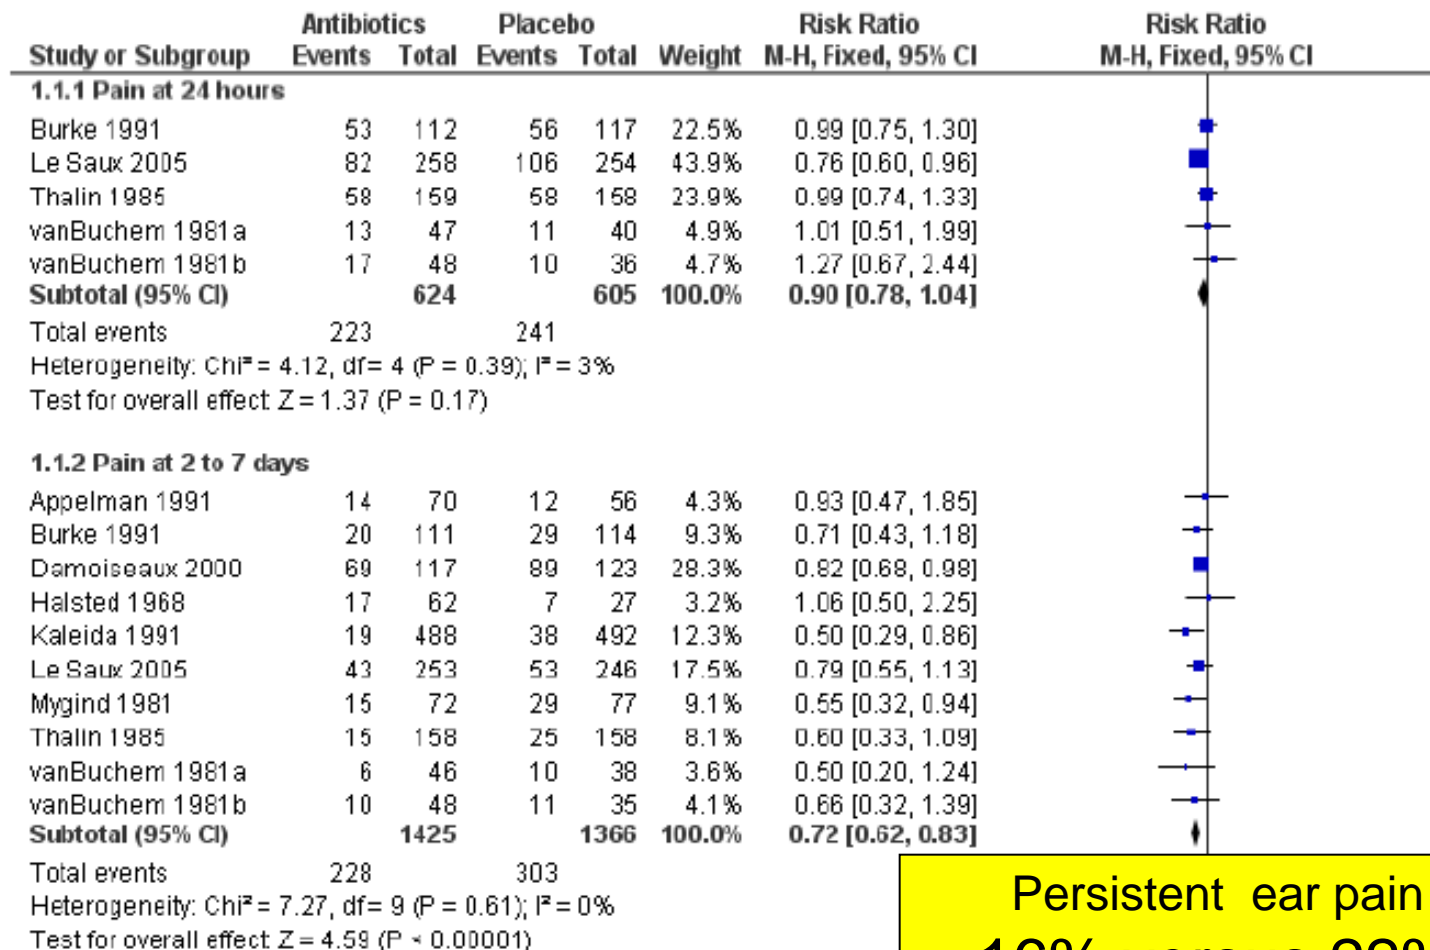 Antibiotics Placebo Risk Ratio Risk Ratio
Study or Subgroup Events Total Events Total Weight M-H, Fixed, 95% CI M-H, Fixed, 95% CI
1.1.1 Pain at 24 hours
Burke 1991 53 112 56 117 22.5% 0.99 [0.75, 1.30]
Le Saux 2005 82 258 106 254 43.9% 0.76 [0.60, 0.96]
Thalin 1985 58 159 58 158 23.9% 0.99 [0.74, 1.33]
vanBuchem 1981a 13 47 11 40 4.9% 1.01 [0.51, 1.99]
vanBuchem 1981b 17 48 10 36 4.7% 1.27 [0.67, 2.44]
Subtotal (95% CI) 624 605 100.0% 0.90 [0.78, 1.04]
Total events 223 241
Heterogeneity: Chi² = 4.12, df = 4 (P = 0.39); I² = 3%
Test for overall effect: Z = 1.37 (P = 0.17)
1.1.2 Pain at 2 to 7 days
Appelman 1991 14 70 12 56 4.3% 0.93 [0.47, 1.85]
Burke 1991 20 111 29 114 9.3% 0.71 [0.43, 1.18]
Damoiseaux 2000 69 117 89 123 28.3% 0.82 [0.68, 0.98]
Halsted 1968 17 62 7 27 3.2% 1.06 [0.50, 2.25]
Kaleida 1991 19 488 38 492 12.3% 0.50 [0.29, 0.86]
Le Saux 2005 43 253 53 246 17.5% 0.79 [0.55, 1.13]
Mygind 1981 15 72 29 77 9.1% 0.55 [0.32, 0.94]
Thalin 1985 15 158 25 158 8.1% 0.60 [0.33, 1.09]
vanBuchem 1981a 6 46 10 38 3.6% 0.50 [0.20, 1.24]
vanBuchem 1981b 10 48 11 35 4.1% 0.66 [0.32, 1.39]
Subtotal (95% CI) 1425 1366 100.0% 0.72 [0.62, 0.83]
Total events 228 303
Heterogeneity: Chi² = 7.27, df = 9 (P = 0.61); I² = 0%
Test for overall effect: Z = 4.59 (P < 0.00001)
Persistent ear pain